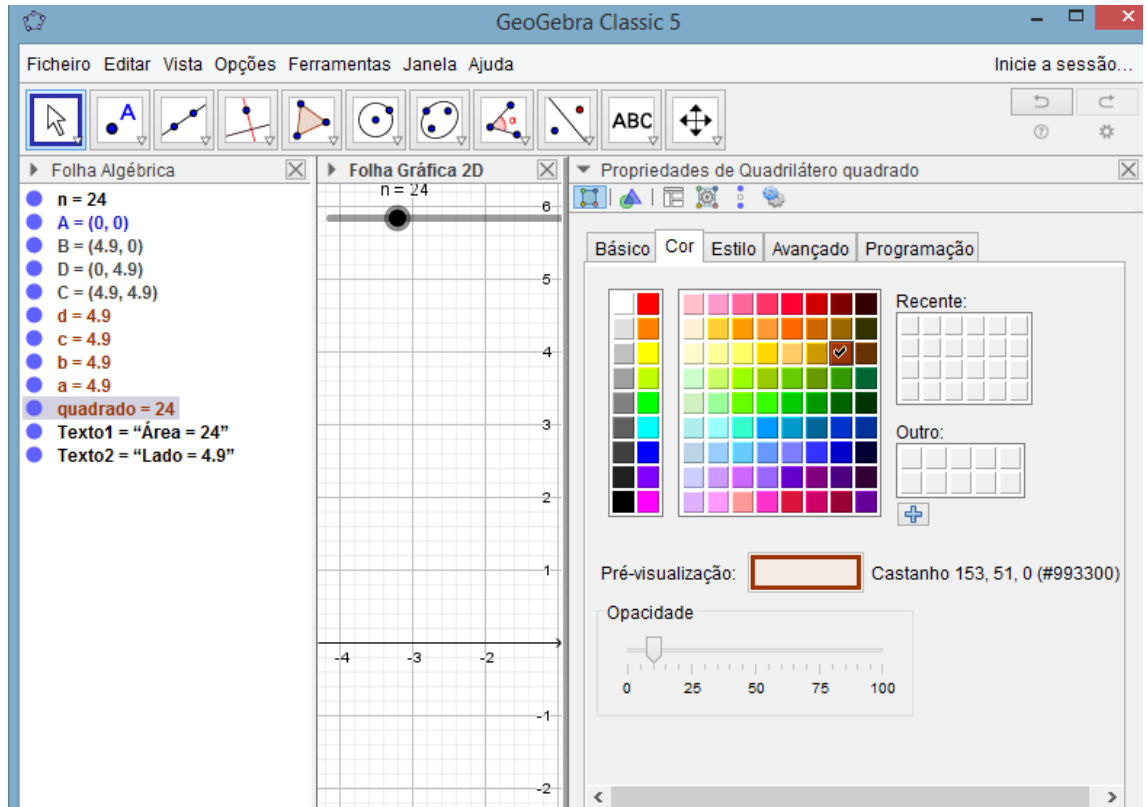 GeoGebra Classic 5
Ficheiro Editar Vista Opções Ferramentas Janela Ajuda
Inicie a sessão...
A
α
ABC
Folha Algébrica
n = 24
A = (0, 0)
B = (4.9, 0)
D = (0, 4.9)
C = (4.9, 4.9)
d = 4.9
c = 4.9
b = 4.9
a = 4.9
quadrado = 24
Texto1 = “Área = 24”
Texto2 = “Lado = 4.9”
Folha Gráfica 2D
n = 24
6
5
4
3
2
1
-4 -3 -2
-1
-2
Propriedades de Quadrilátero quadrado
Básico Cor Estilo Avançado Programação
Recente:
Outro:
Pré-visualização:
Castanho 153, 51, 0 (#993300)
Opacidade
0 25 50 75 100